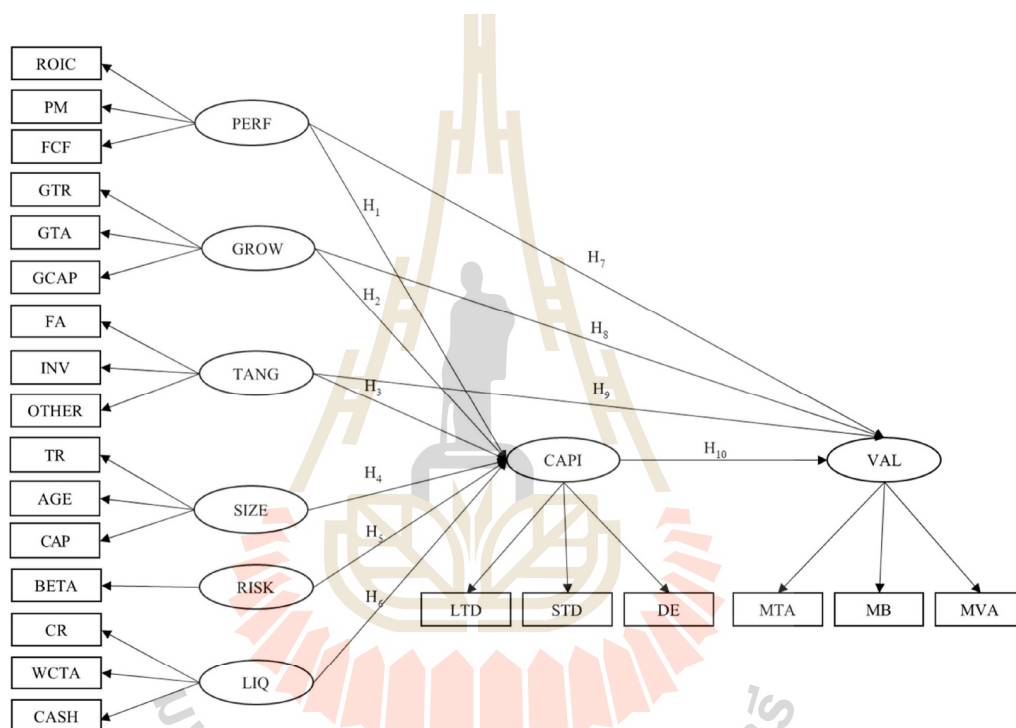 ROIC
PM
FCF
PERF
GTR
GTA
GCAP
GROW
FA
INV
OTHER
TANG
TR
AGE
CAP
SIZE
BETA
RISK
CR
WCTA
CASH
LIQ
H1
H2
H3
H4
H5
H6
H7
H8
H9
H10
CAPI
VAL
LTD
STD
DE
MTA
MB
MVA